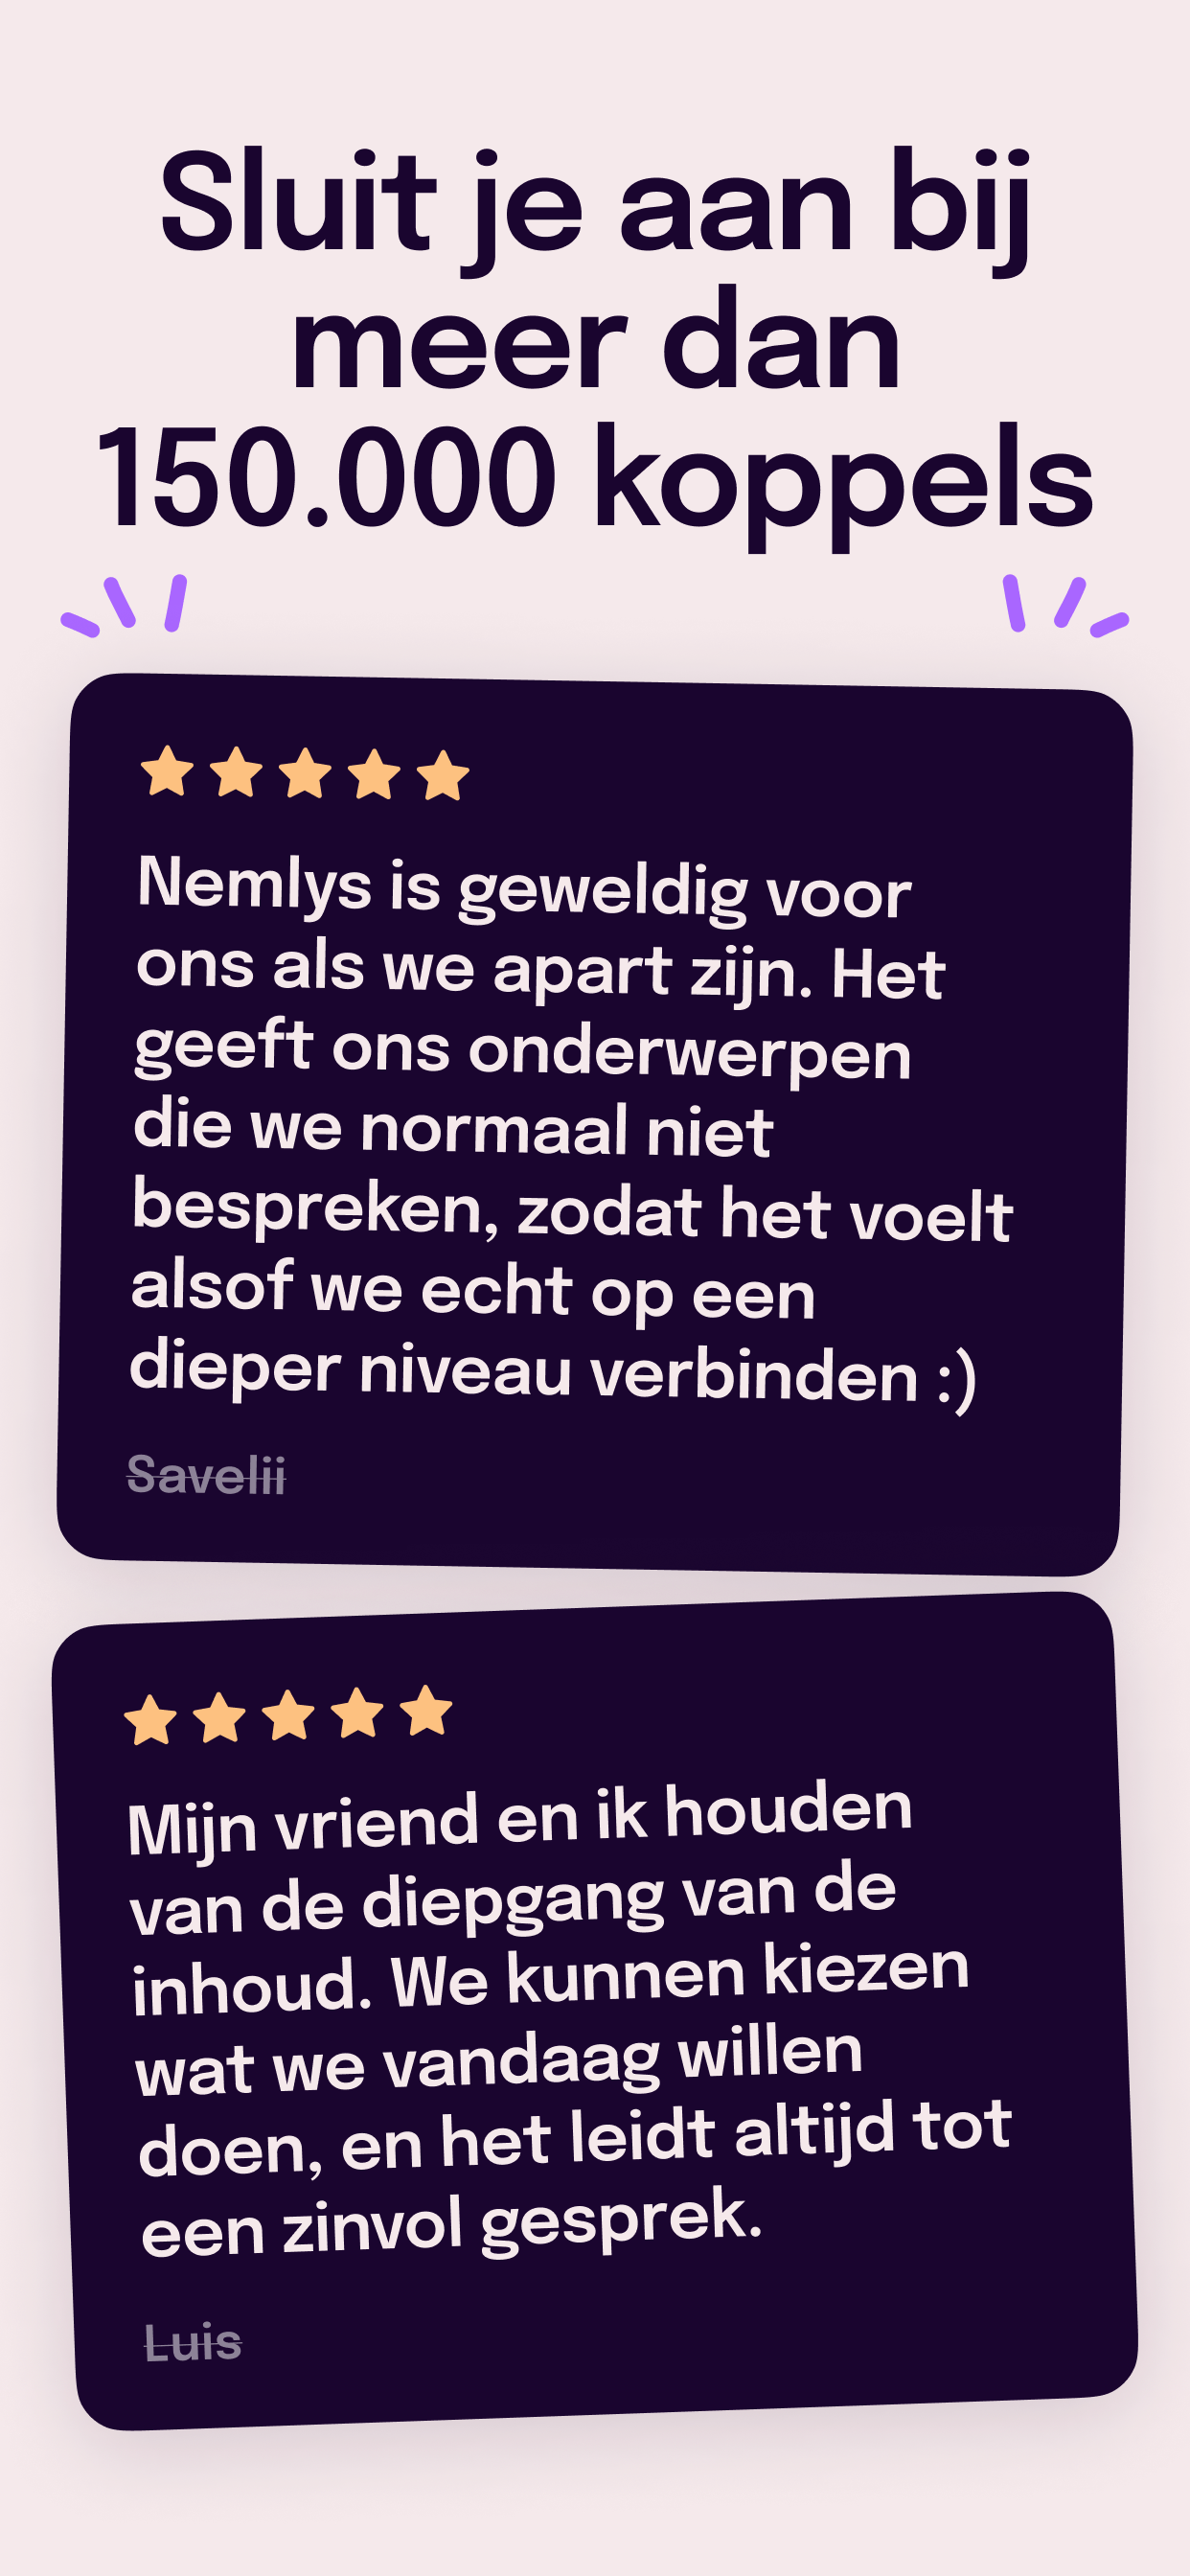 Sluit je aan bij
meer dan
150.000 koppels
Nemlys is geweldig voor
ons als we apart zijn. Het
geeft ons onderwerpen
die we normaal niet
bespreken, zodat het voelt
alsof we echt op een
dieper niveau verbinden :)
Savelii
Mijn vriend en ik houden
van de diepgang van de
inhoud. We kunnen kiezen
wat we vandaag willen
doen, en het leidt altijd tot
een zinvol gesprek.
Luis